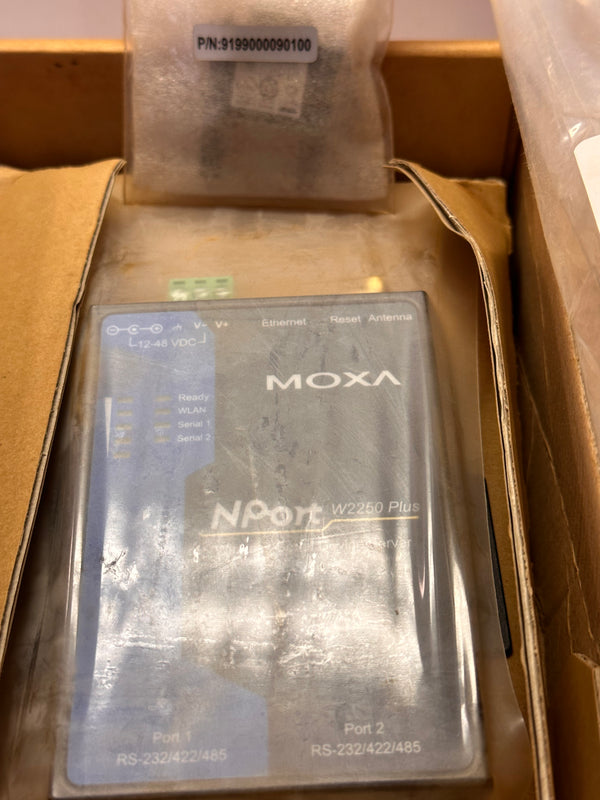 P/N:9199000090100
V- V+
Ethernet
Reset
Antenna
12-48 VDC
MOXA
Ready
WLAN
Serial 1
Serial 2
NPort
W2250 Plus
Server
Port 1
RS-232/422/485
Port 2
RS-232/422/485